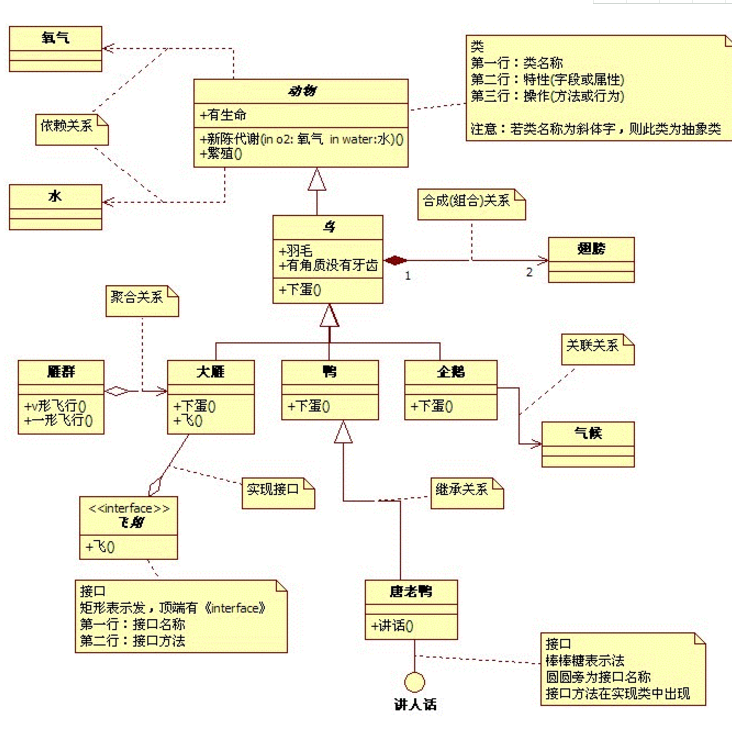 氧气
动物
+有生命
+新陈代谢(in o2: 氧气 in water:水)()
+繁殖()
类
第一行：类名称
第二行：特性(字段或属性)
第三行：操作(方法或行为)
注意：若类名称为斜体字，则此类为抽象类
依赖关系
水
鸟
+羽毛
+有角质没有牙齿
+下蛋()
合成(组合)关系
1
2
翅膀
聚合关系
雁群
+v形飞行()
+一形飞行()
大雁
+下蛋()
+飞()
鸭
+下蛋()
企鹅
+下蛋()
关联关系
气候
实现接口
继承关系
<<interface>>
飞翔
+飞()
接口
矩形表示发，顶端有《interface》
第一行：接口名称
第二行：接口方法
唐老鸭
+讲话()
讲人话
接口
棒棒糖表示法
圆圆旁为接口名称
接口方法在实现类中出现